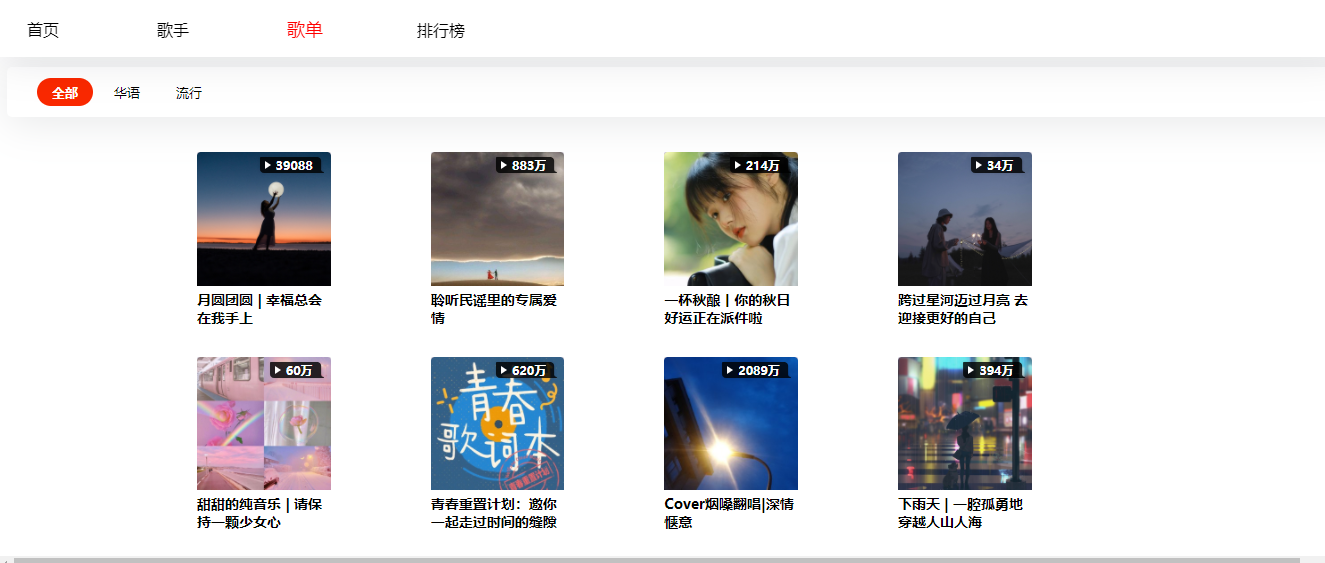 首页 歌手 歌单 排行榜
全部 华语 流行
39088 883万 214万 34万
月圆团圆 | 幸福总会 聆听民谣里的专属爱 一杯秋酿 | 你的秋日 跨过星河迈过月亮 去
在我手上 情 好运正在派件啦 迎接更好的自己
60万 620万 2089万 394万
青春
歌词本
青春重置计划
甜甜的纯音乐 | 请保 青春重置计划：邀你 Cover烟嗓翻唱|深情 下雨天 | 一腔孤勇地
持一颗少女心 一起走过时间的缝隙 惬意 穿越人山人海